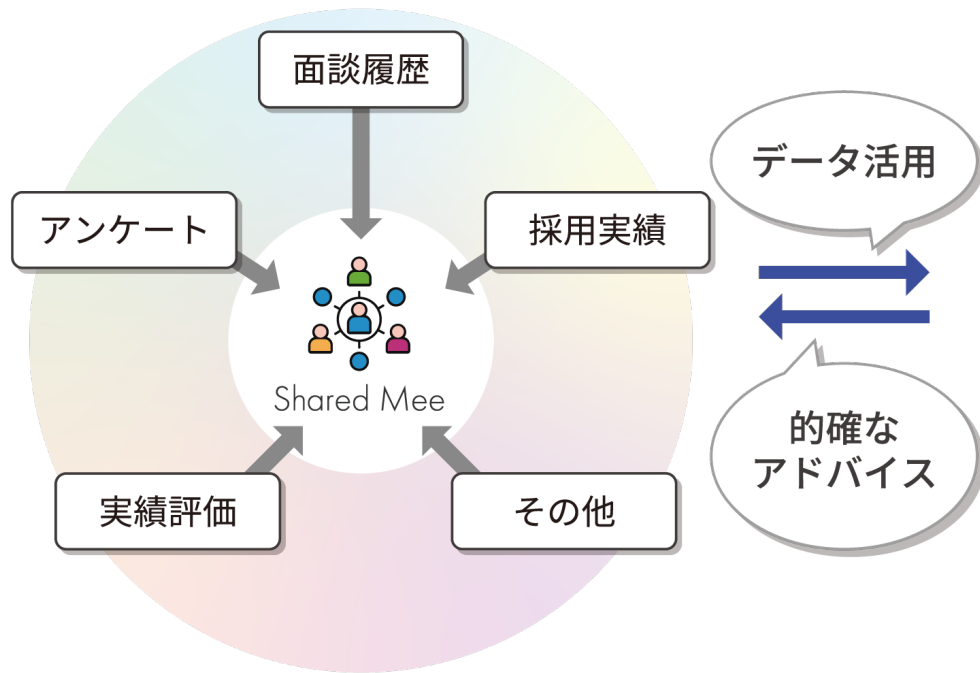 面談履歴
アンケート
採用実績
Shared Mee
実績評価
その他
データ活用
的確な
アドバイス